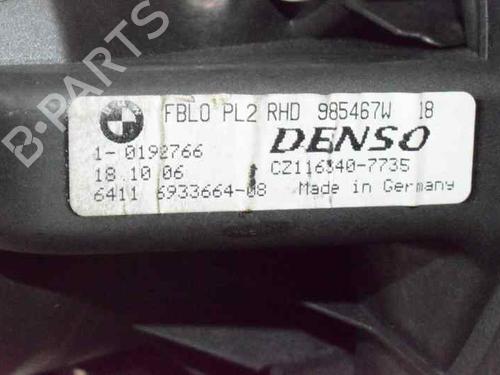 FBLO PL2 RHD 985467W 18
DENSO
1- 0192766
18.10.06
CZ116340-7735
6411 6933664-08 Made in Germany
B-PARTS